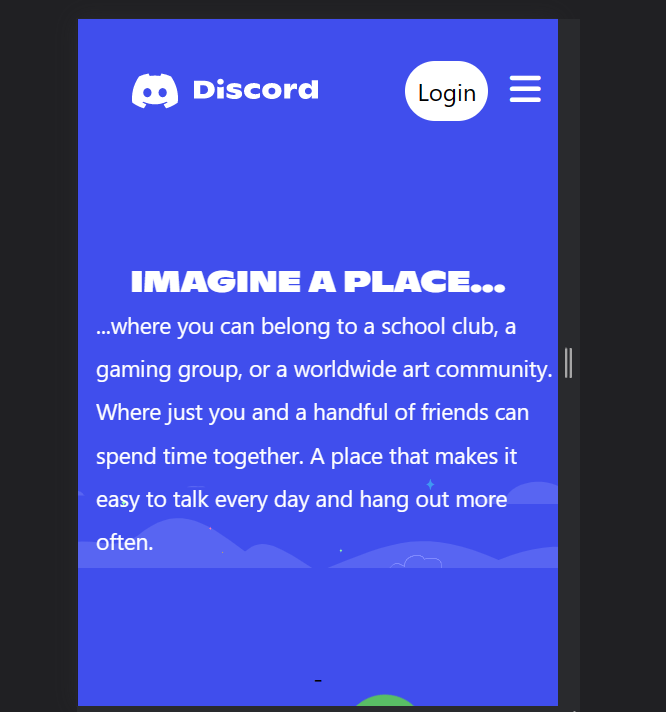 Discord
Login
IMAGINE A PLACE...
...where you can belong to a school club, a
gaming group, or a worldwide art community.
Where just you and a handful of friends can
spend time together. A place that makes it
easy to talk every day and hang out more
often.
-